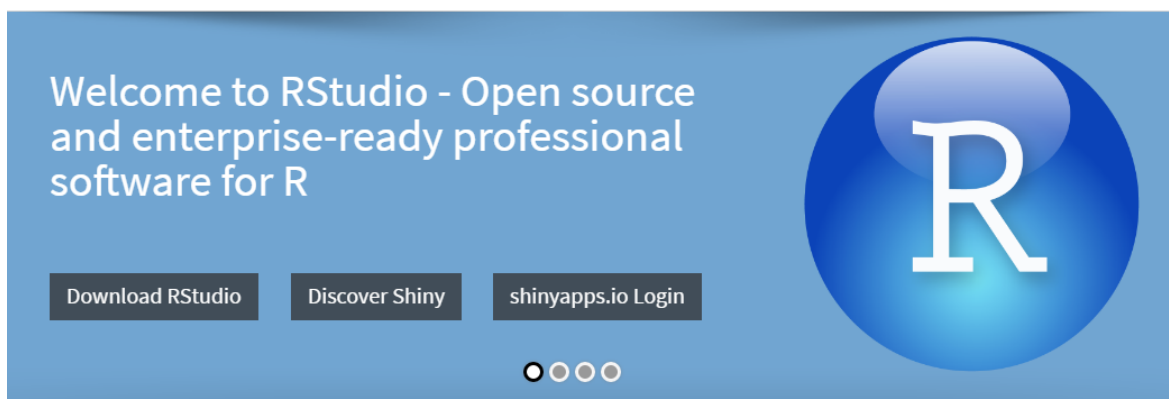 Welcome to RStudio - Open source
and enterprise-ready professional
software for R
R
Download RStudio
Discover Shiny
shinyapps.io Login